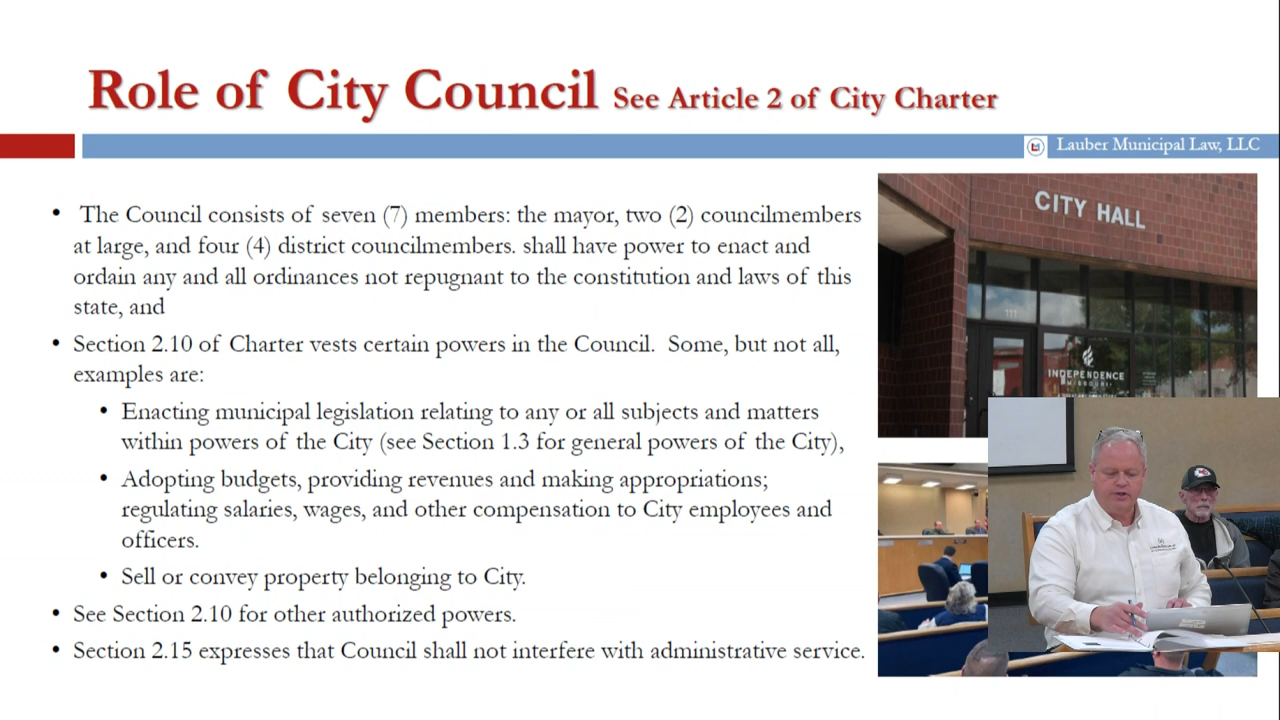 Role of City Council See Article 2 of City Charter
Lauber Municipal Law, LLC
• The Council consists of seven (7) members: the mayor, two (2) councilmembers
at large, and four (4) district councilmembers. shall have power to enact and
ordain any and all ordinances not repugnant to the constitution and laws of this
state, and
• Section 2.10 of Charter vests certain powers in the Council. Some, but not all,
examples are:
• Enacting municipal legislation relating to any or all subjects and matters
within powers of the City (see Section 1.3 for general powers of the City),
• Adopting budgets, providing revenues and making appropriations;
regulating salaries, wages, and other compensation to City employees and
officers.
• Sell or convey property belonging to City.
• See Section 2.10 for other authorized powers.
• Section 2.15 expresses that Council shall not interfere with administrative service.
CITY HALL
111
INDEPENDENCE
MISSOURI